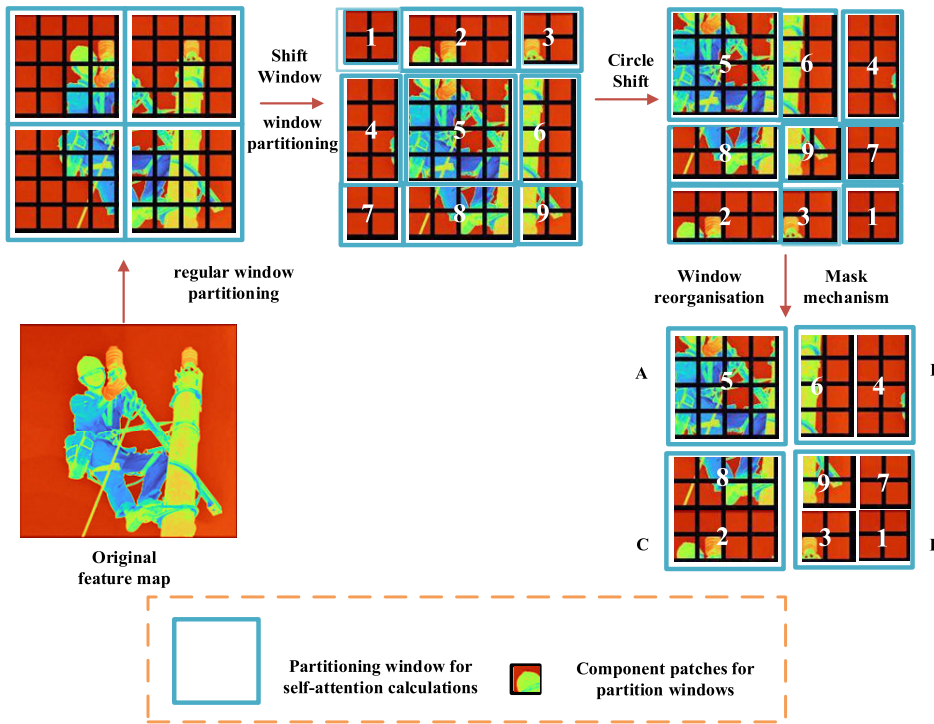 1 2 3
4 5 6
7 8 9
Shift
Window
window
partitioning
Circle
Shift
5 6 4
8 9 7
2 3 1
regular window
partitioning
Window
reorganisation
Mask
mechanism
A
5 6 4
C
8 9 7
2 3 1
Original
feature map
Partitioning window for
self-attention calculations
Component patches for
partition windows